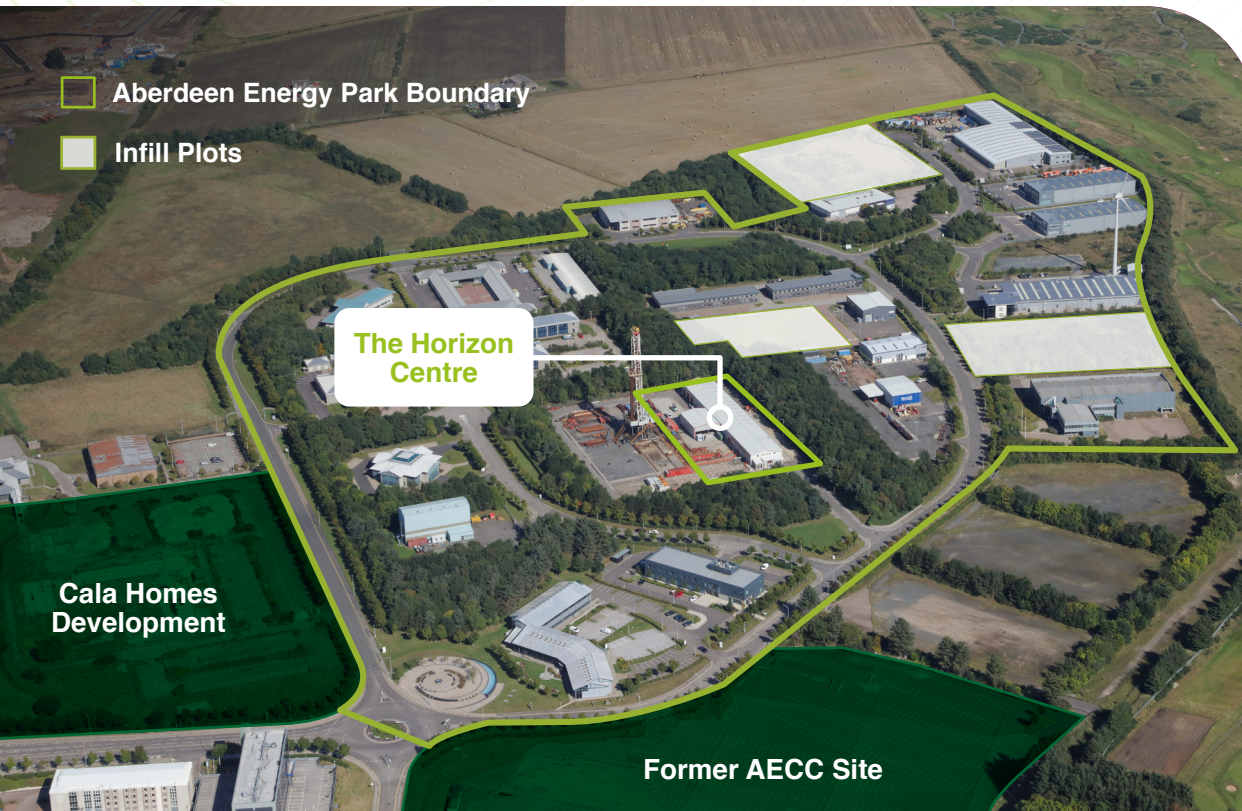 Aberdeen Energy Park Boundary
Infill Plots
The Horizon
Centre
Cala Homes
Development
Former AECC Site